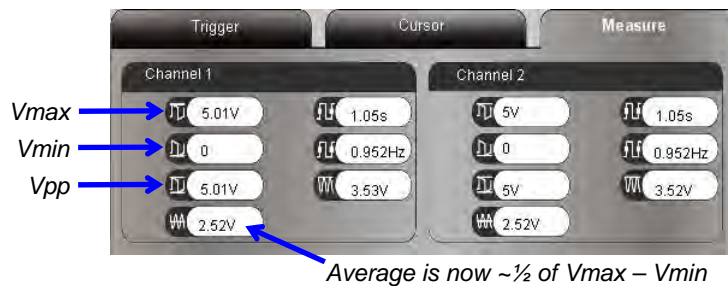 Trigger Cursor Measure
Channel 1 Channel 2
Vmax 5.01V 1.05s 5V 1.05s
Vmin 0 0.952Hz 0 0.952Hz
Vpp 5.01V 3.53V 5V 3.52V
2.52V 2.52V
Average is now ~½ of Vmax – Vmin